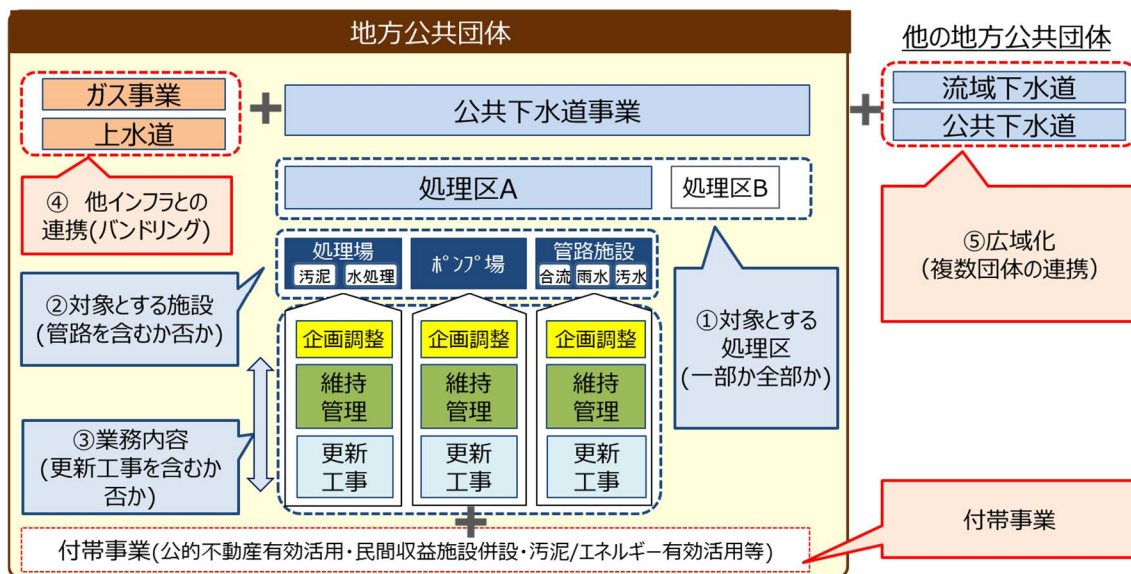 地方公共団体
他の地方公共団体
ガス事業
上水道
公共下水道事業
流域下水道
公共下水道
処理区A
処理区B
④ 他インフラとの
連携(バンドリング)
⑤広域化
(複数団体の連携)
処理場
汚泥
水処理
ポンプ場
管路施設
合流
雨水
汚水
②対象とする施設
(管路を含むか否か)
①対象とする
処理区
(一部か全部か)
企画調整
企画調整
企画調整
維持
管理
維持
管理
維持
管理
③業務内容
(更新工事を含むか
否か)
更新
工事
更新
工事
更新
工事
付帯事業(公的不動産有効活用・民間収益施設併設・汚泥/エネルギー有効活用等)
付帯事業